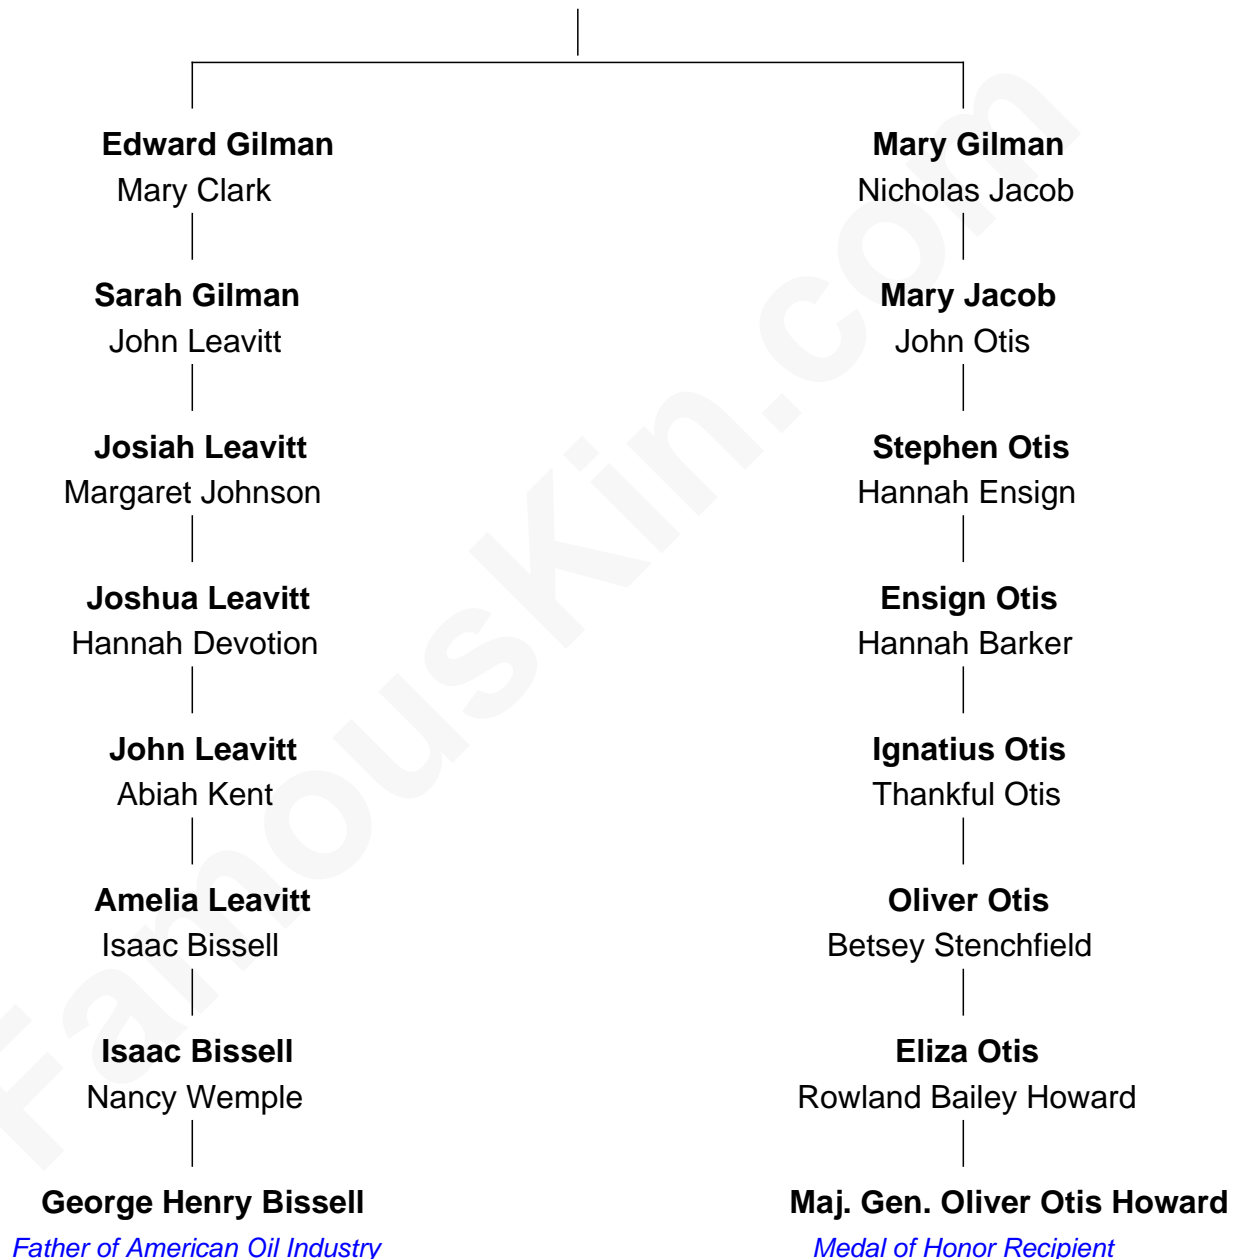 Edward Gilman
Mary Clark
Sarah Gilman
John Leavitt
Josiah Leavitt
Margaret Johnson
Joshua Leavitt
Hannah Devotion
John Leavitt
Abiah Kent
Amelia Leavitt
Isaac Bissell
Isaac Bissell
Nancy Wemple
George Henry Bissell
Father of American Oil Industry
Mary Gilman
Nicholas Jacob
Mary Jacob
John Otis
Stephen Otis
Hannah Ensign
Ensign Otis
Hannah Barker
Ignatius Otis
Thankful Otis
Oliver Otis
Betsey Stenchfield
Eliza Otis
Rowland Bailey Howard
Maj. Gen. Oliver Otis Howard
Medal of Honor Recipient
FamousKin.com